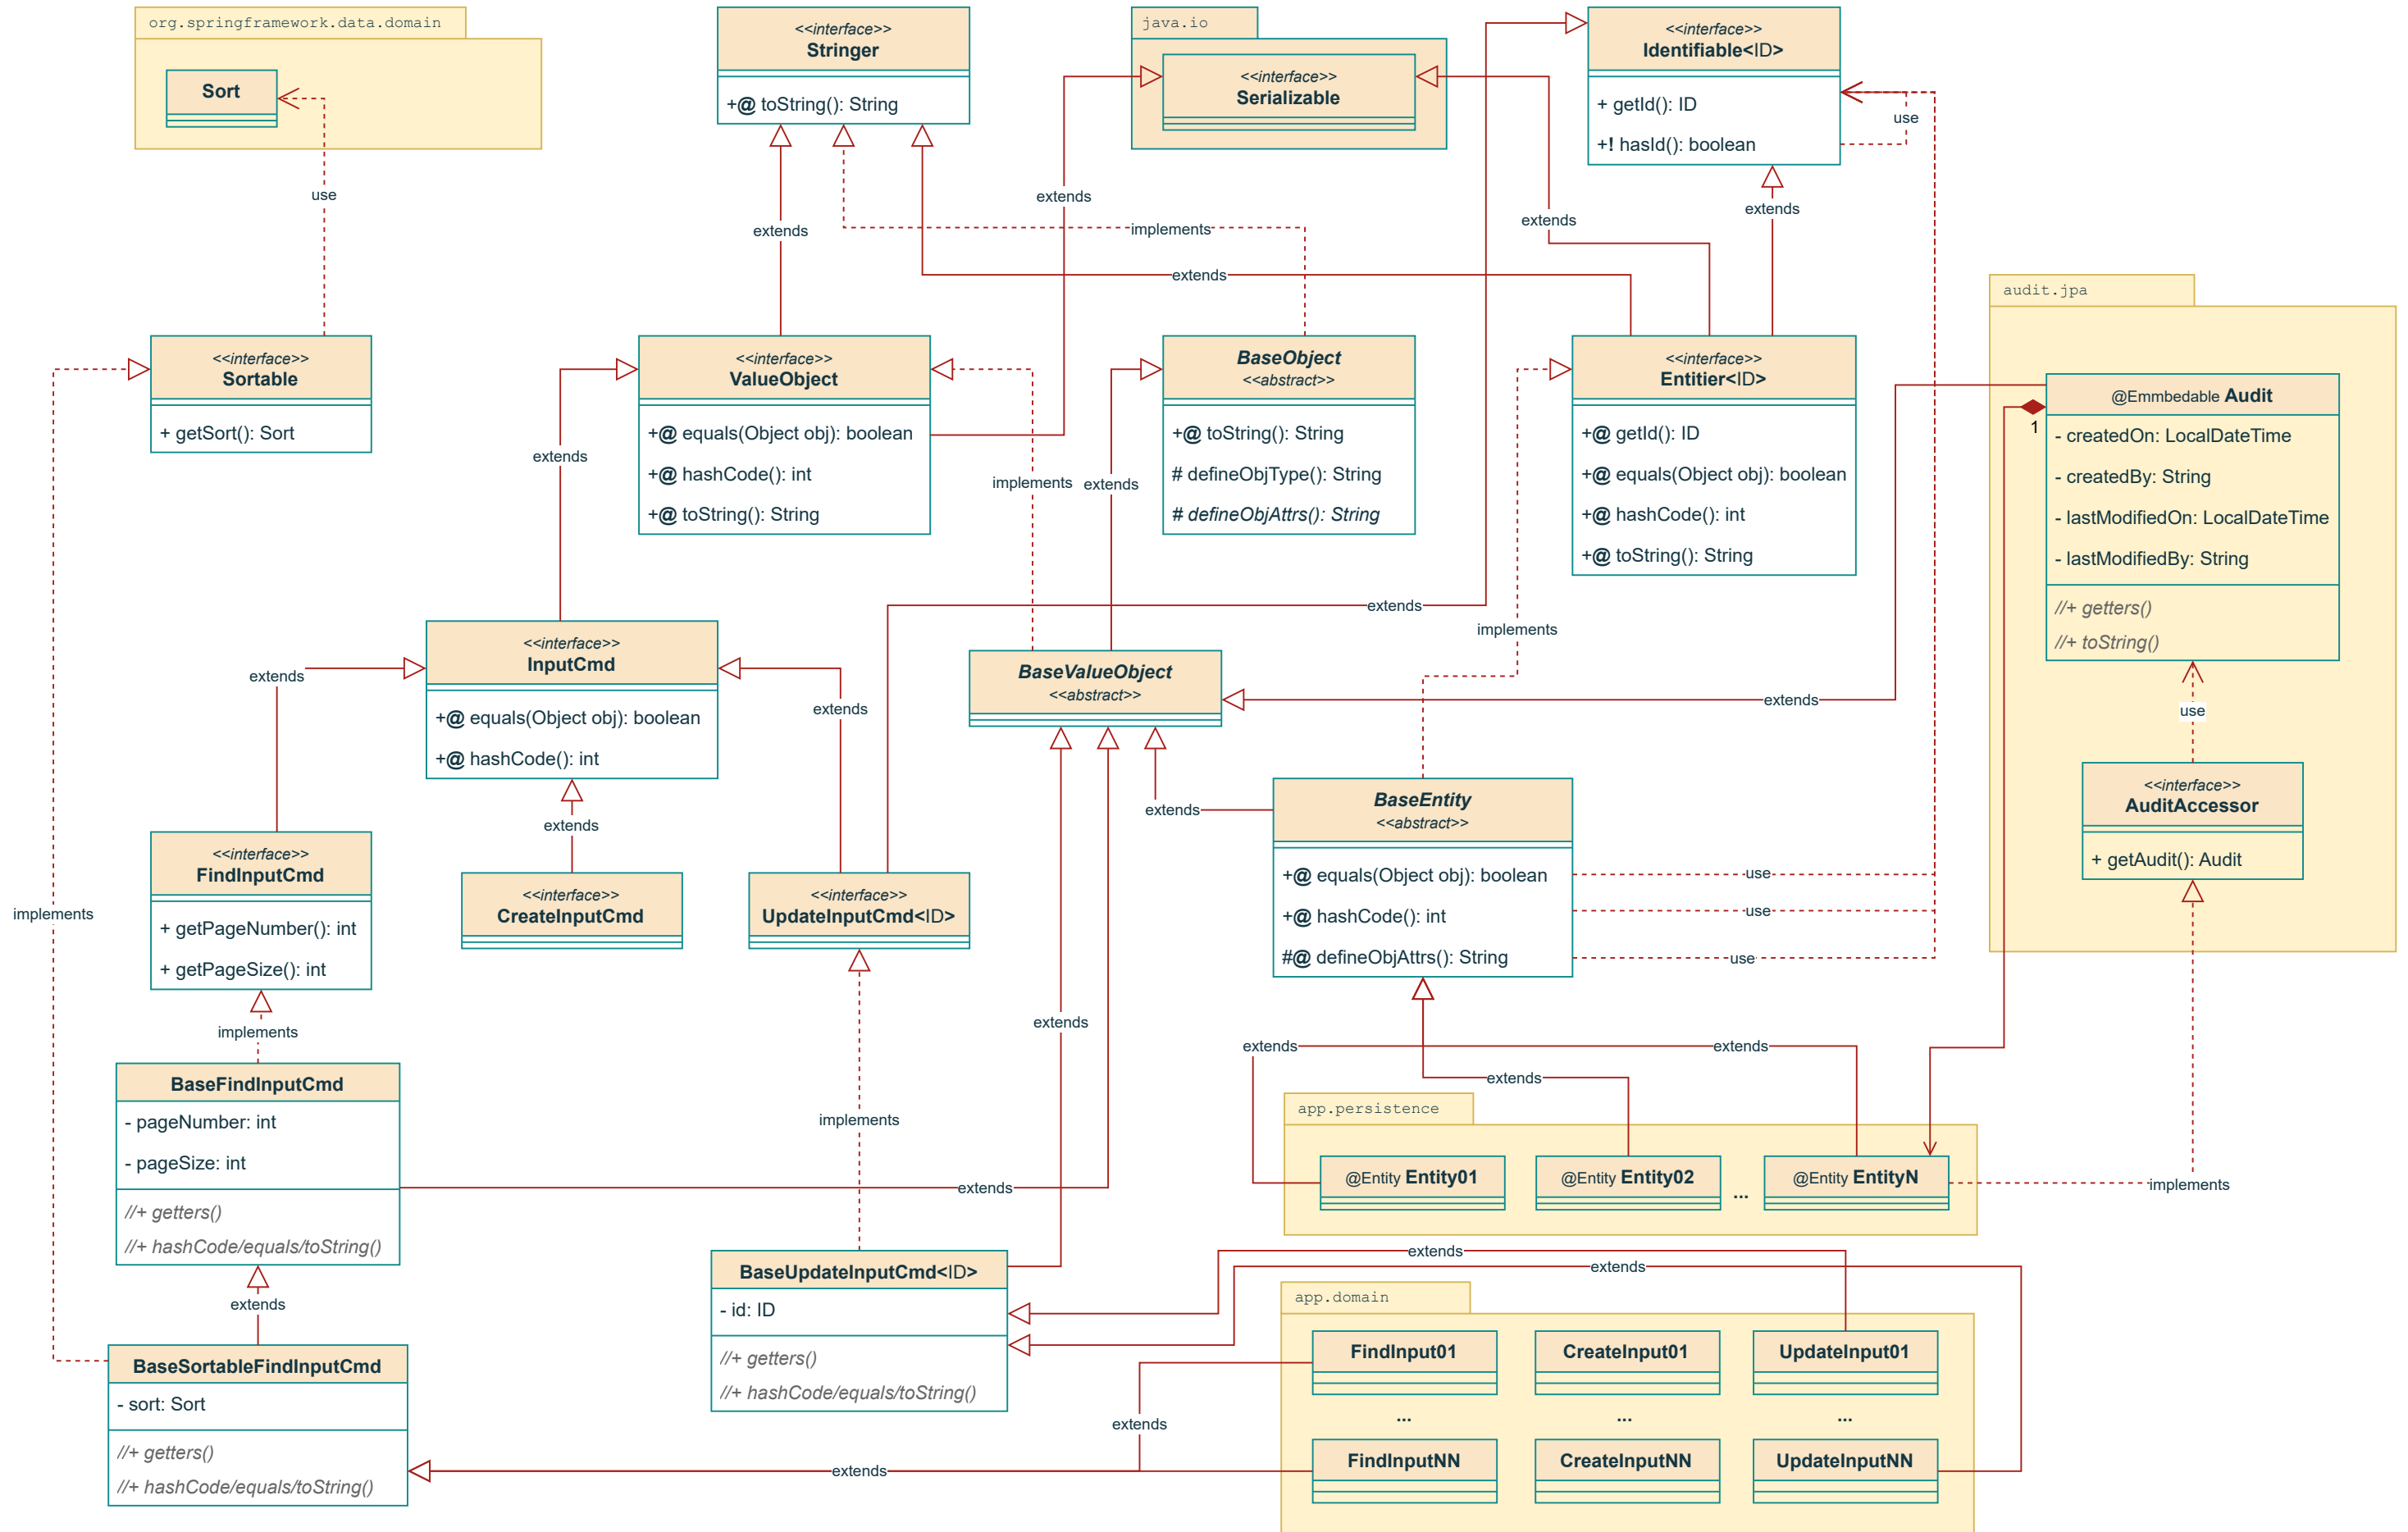 org.springframework.data.domain
Sort
use
<<interface>>
Stringer
+@ toString(): String
java.io
<<interface>>
Serializable
<<interface>>
Identifiable<ID>
+ getId(): ID
+! hasId(): boolean
use
extends
extends
implements
extends
extends
extends
<<interface>>
Sortable
+ getSort(): Sort
<<interface>>
ValueObject
+@ equals(Object obj): boolean
+@ hashCode(): int
+@ toString(): String
BaseObject
<<abstract>>
+@ toString(): String
# defineObjType(): String
# defineObjAttrs(): String
<<interface>>
Entitier<ID>
+@ getId(): ID
+@ equals(Object obj): boolean
+@ hashCode(): int
+@ toString(): String
audit.jpa
@Emmbedable Audit
1
- createdOn: LocalDateTime
- createdBy: String
- lastModifiedOn: LocalDateTime
- lastModifiedBy: String
//+ getters()
//+ toString()
extends
implements
extends
extends
implements
<<interface>>
InputCmd
+@ equals(Object obj): boolean
+@ hashCode(): int
extends
extends
BaseValueObject
<<abstract>>
extends
use
<<interface>>
AuditAccessor
+ getAudit(): Audit
extends
extends
BaseEntity
<<abstract>>
+@ equals(Object obj): boolean
+@ hashCode(): int
#@ defineObjAttrs(): String
use
use
use
<<interface>>
FindInputCmd
+ getPageNumber(): int
+ getPageSize(): int
<<interface>>
CreateInputCmd
<<interface>>
UpdateInputCmd<ID>
implements
implements
extends
extends
extends
extends
implements
BaseFindInputCmd
- pageNumber: int
- pageSize: int
//+ getters()
//+ hashCode/equals/toString()
extends
app.persistence
@Entity Entity01
@Entity Entity02
...
@Entity EntityN
implements
BaseUpdateInputCmd<ID>
- id: ID
//+ getters()
//+ hashCode/equals/toString()
extends
extends
extends
BaseSortableFindInputCmd
- sort: Sort
//+ getters()
//+ hashCode/equals/toString()
extends
extends
app.domain
FindInput01
CreateInput01
UpdateInput01
...
...
...
FindInputNN
CreateInputNN
UpdateInputNN